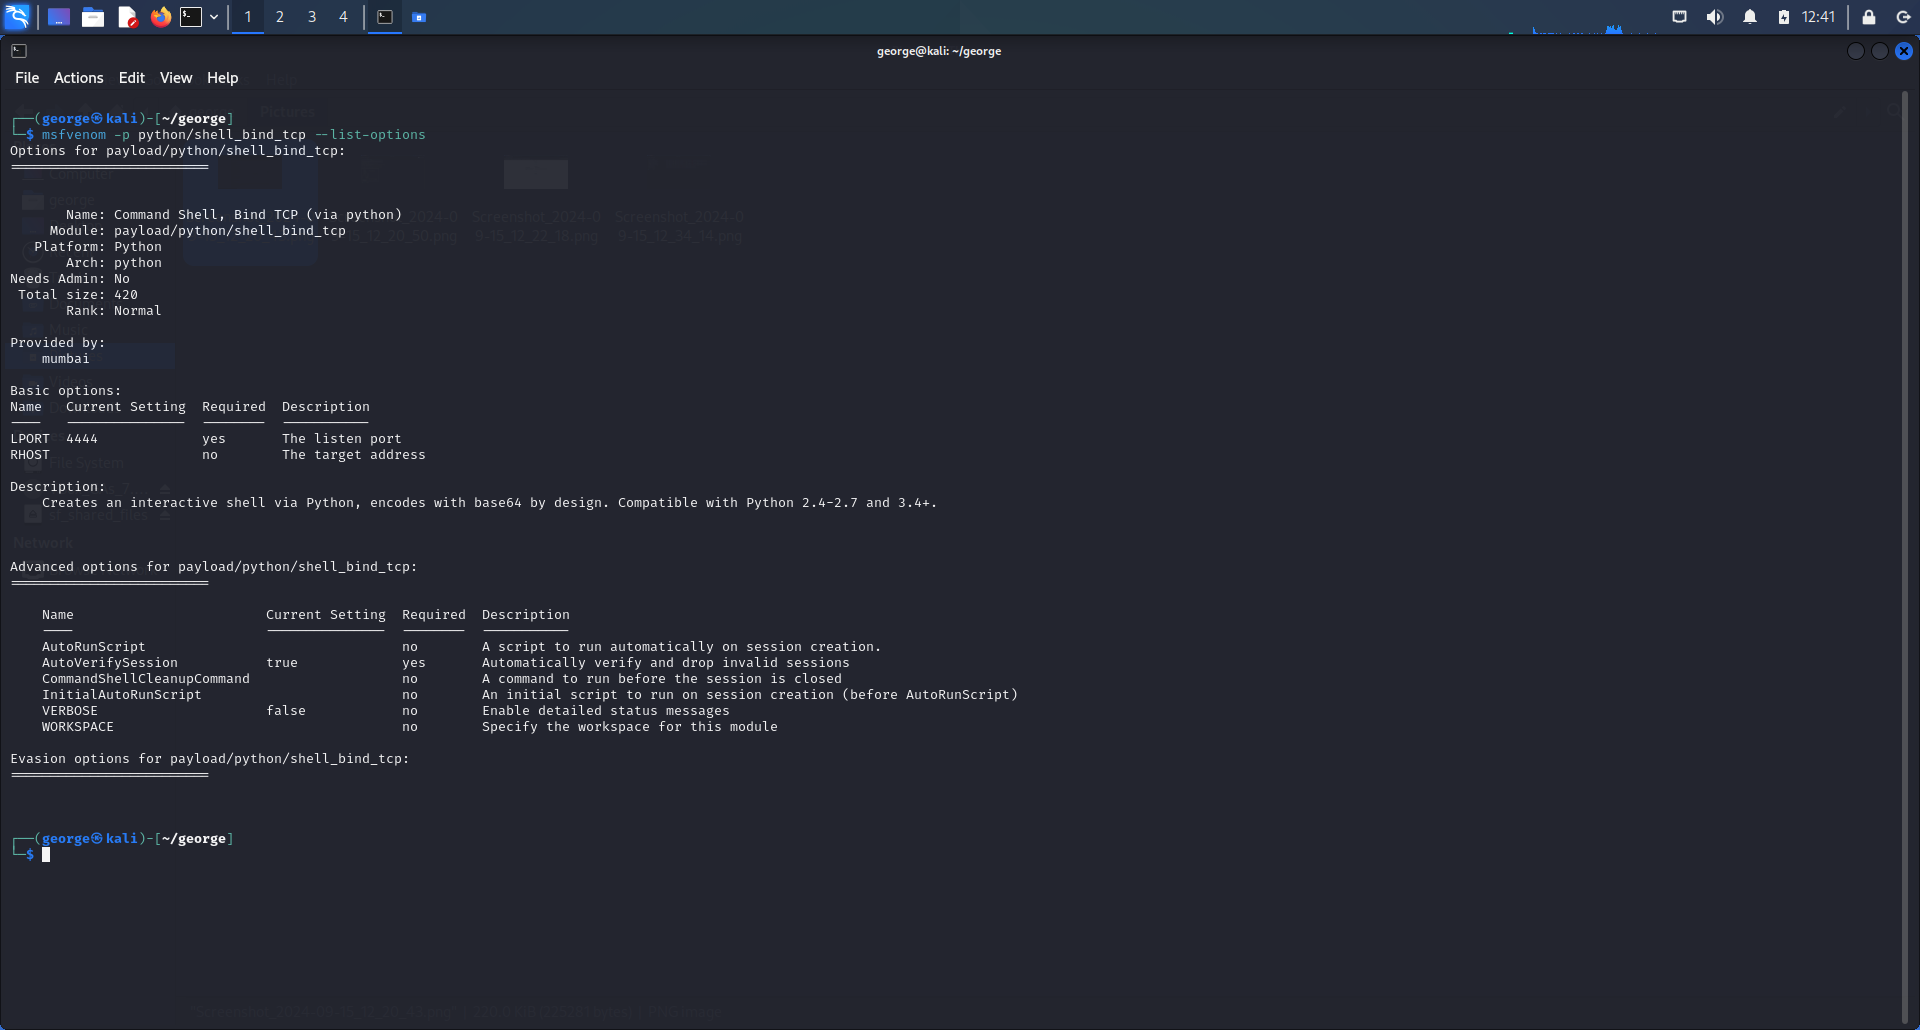 1 2 3 4 12:41
george@kali: ~/george
File Actions Edit View Help
┌──(george㉿kali)-[~/george]
└─$ msfvenom -p python/shell_bind_tcp --list-options
Options for payload/python/shell_bind_tcp:
=========================
Name: Command Shell, Bind TCP (via python)
Module: payload/python/shell_bind_tcp
Platform: Python
Arch: python
Needs Admin: No
Total size: 420
Rank: Normal
Provided by:
mumbai
Basic options:
Name Current Setting Required Description
---- --------------- -------- -----------
LPORT 4444 yes The listen port
RHOST no The target address
Description:
Creates an interactive shell via Python, encodes with base64 by design. Compatible with Python 2.4-2.7 and 3.4+.
Advanced options for payload/python/shell_bind_tcp:
=========================
Name Current Setting Required Description
---- --------------- -------- -----------
AutoRunScript no A script to run automatically on session creation.
AutoVerifySession true yes Automatically verify and drop invalid sessions
CommandShellCleanupCommand no A command to run before the session is closed
InitialAutoRunScript no An initial script to run on session creation (before AutoRunScript)
VERBOSE false no Enable detailed status messages
WORKSPACE no Specify the workspace for this module
Evasion options for payload/python/shell_bind_tcp:
=========================
┌──(george㉿kali)-[~/george]
└─$